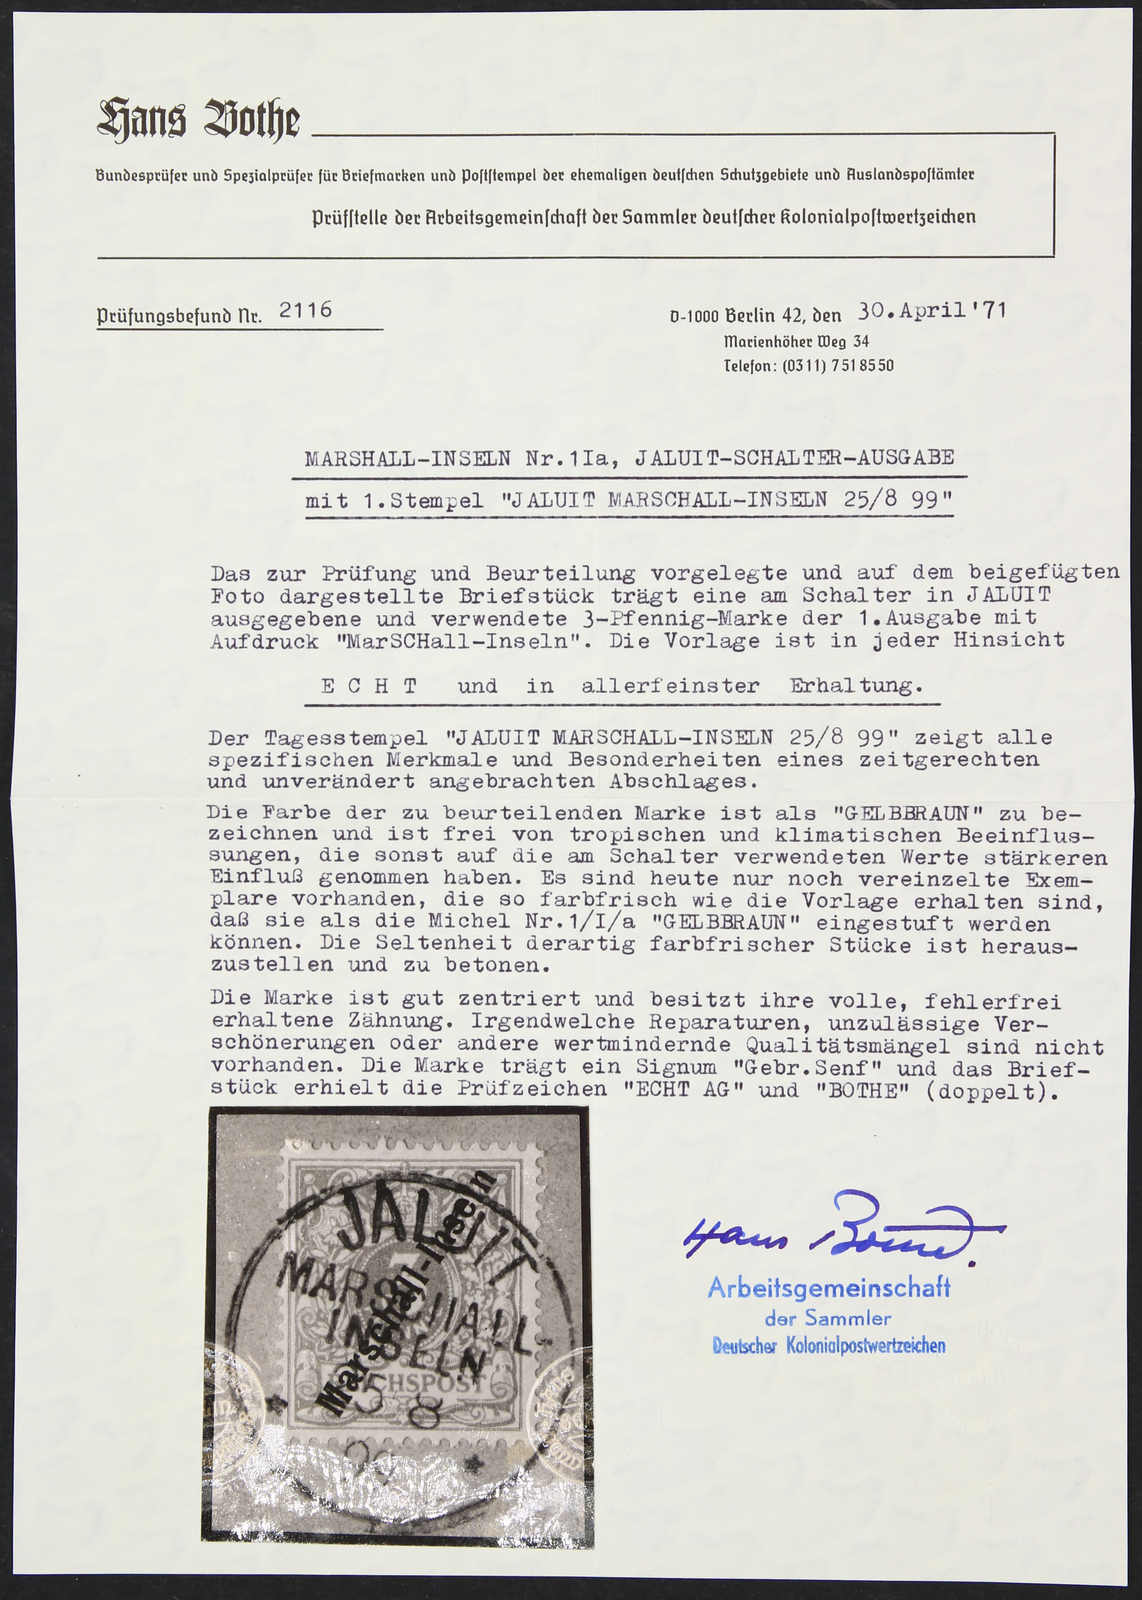 Hans Bothe
Bundesprüfer und Spezialprüfer für Briefmarken und Poststempel der ehemaligen deutschen Schutzgebiete und Auslandspostämter
Prüfstelle der Arbeitsgemeinschaft der Sammler deutscher Kolonialpostwertzeichen
Prüfungsbefund Nr. 2116
D-1000 Berlin 42, den 30.April '71
Marienhöher Weg 34
Telefon: (0311) 7518550
MARSHALL-INSELN Nr.1Ia, JALUIT-SCHALTER-AUSGABE
mit 1.Stempel "JALUIT MARSCHALL-INSELN 25/8 99"
Das zur Prüfung und Beurteilung vorgelegte und auf dem beigefügten
Foto dargestellte Briefstück trägt eine am Schalter in JALUIT
ausgegebene und verwendete 3-Pfennig-Marke der 1.Ausgabe mit
Aufdruck "MarSCHall-Inseln". Die Vorlage ist in jeder Hinsicht
E C H T und in allerfeinster Erhaltung.
Der Tagesstempel "JALUIT MARSCHALL-INSELN 25/8 99" zeigt alle
spezifischen Merkmale und Besonderheiten eines zeitgerechten
und unverändert angebrachten Abschlages.
Die Farbe der zu beurteilenden Marke ist als "GELBBRAUN" zu be-
zeichnen und ist frei von tropischen und klimatischen Beeinflus-
sungen, die sonst auf die am Schalter verwendeten Werte stärkeren
Einfluß genommen haben. Es sind heute nur noch vereinzelte Exem-
plare vorhanden, die so farbfrisch wie die Vorlage erhalten sind,
daß sie als die Michel Nr.1/I/a "GELBBRAUN" eingestuft werden
können. Die Seltenheit derartig farbfrischer Stücke ist heraus-
zustellen und zu betonen.
Die Marke ist gut zentriert und besitzt ihre volle, fehlerfrei
erhaltene Zähnung. Irgendwelche Reparaturen, unzulässige Ver-
schönerungen oder andere wertmindernde Qualitätsmängel sind nicht
vorhanden. Die Marke trägt ein Signum "Gebr.Senf" und das Brief-
stück erhielt die Prüfzeichen "ECHT AG" und "BOTHE" (doppelt).
JALUIT
MARSCHALL-
INSELN
Marschall-Inseln
REICHSPOST
25 8
99
Hans Bothe.
Arbeitsgemeinschaft
der Sammler
Deutscher Kolonialpostwertzeichen